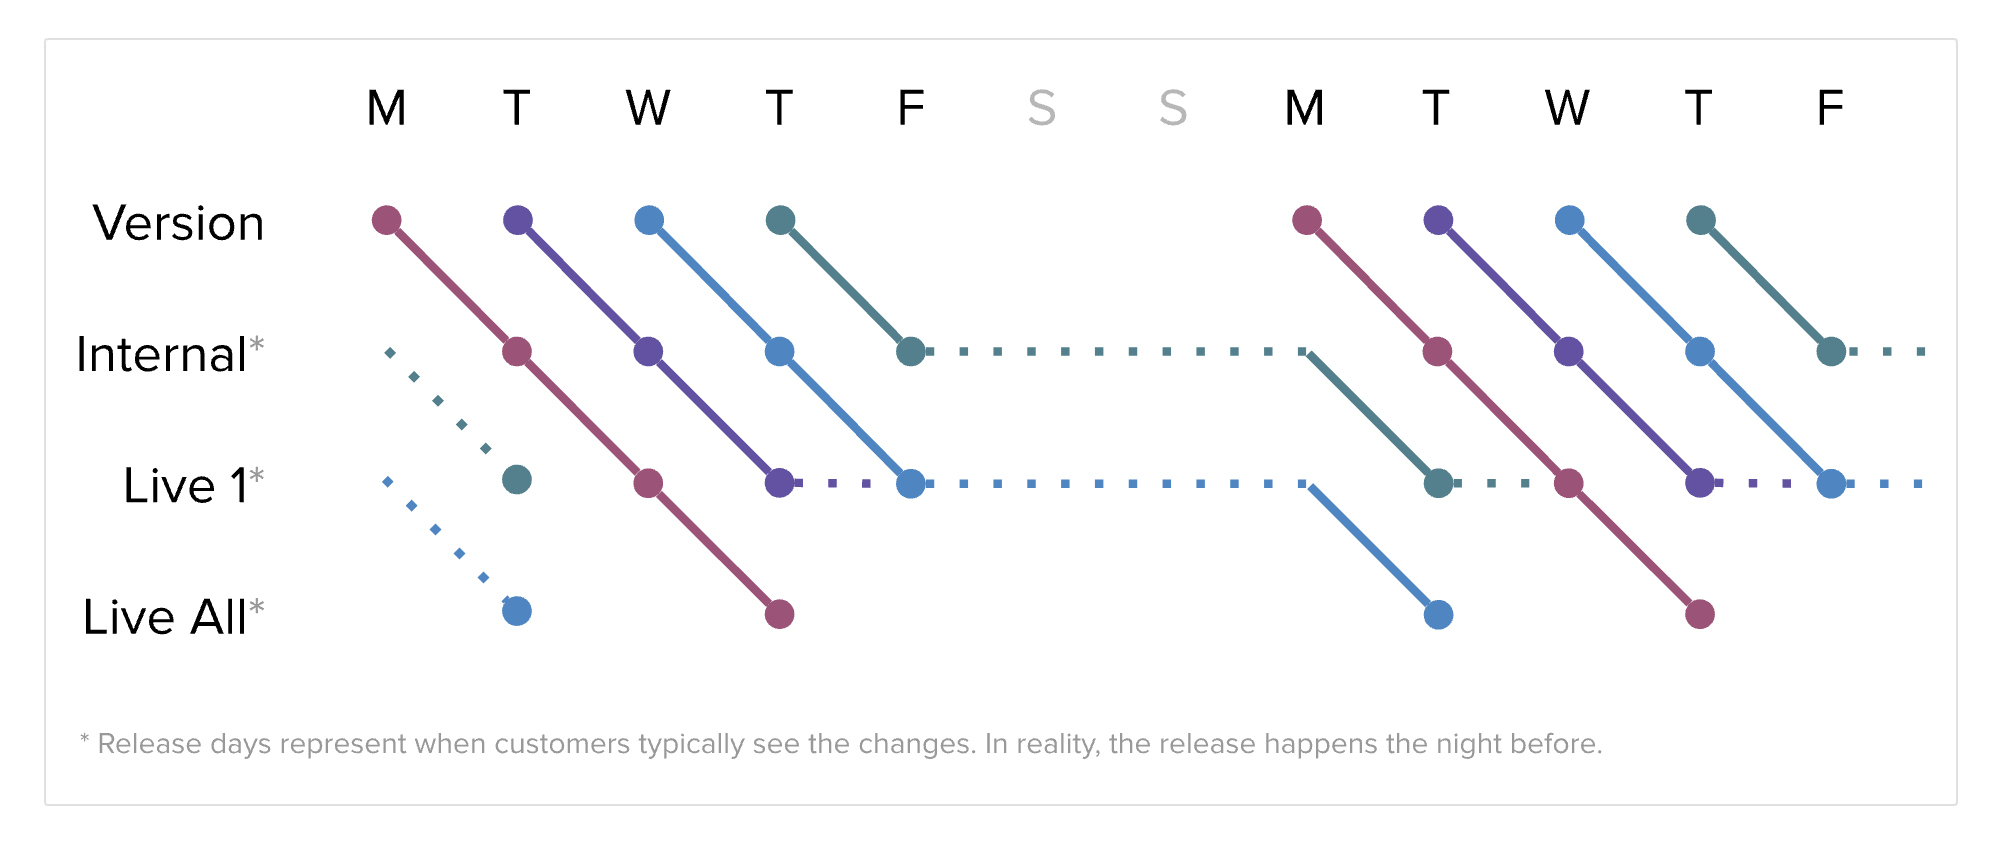 M T W T F S S M T W T F
Version
Internal*
Live 1*
Live All*
* Release days represent when customers typically see the changes. In reality, the release happens the night before.